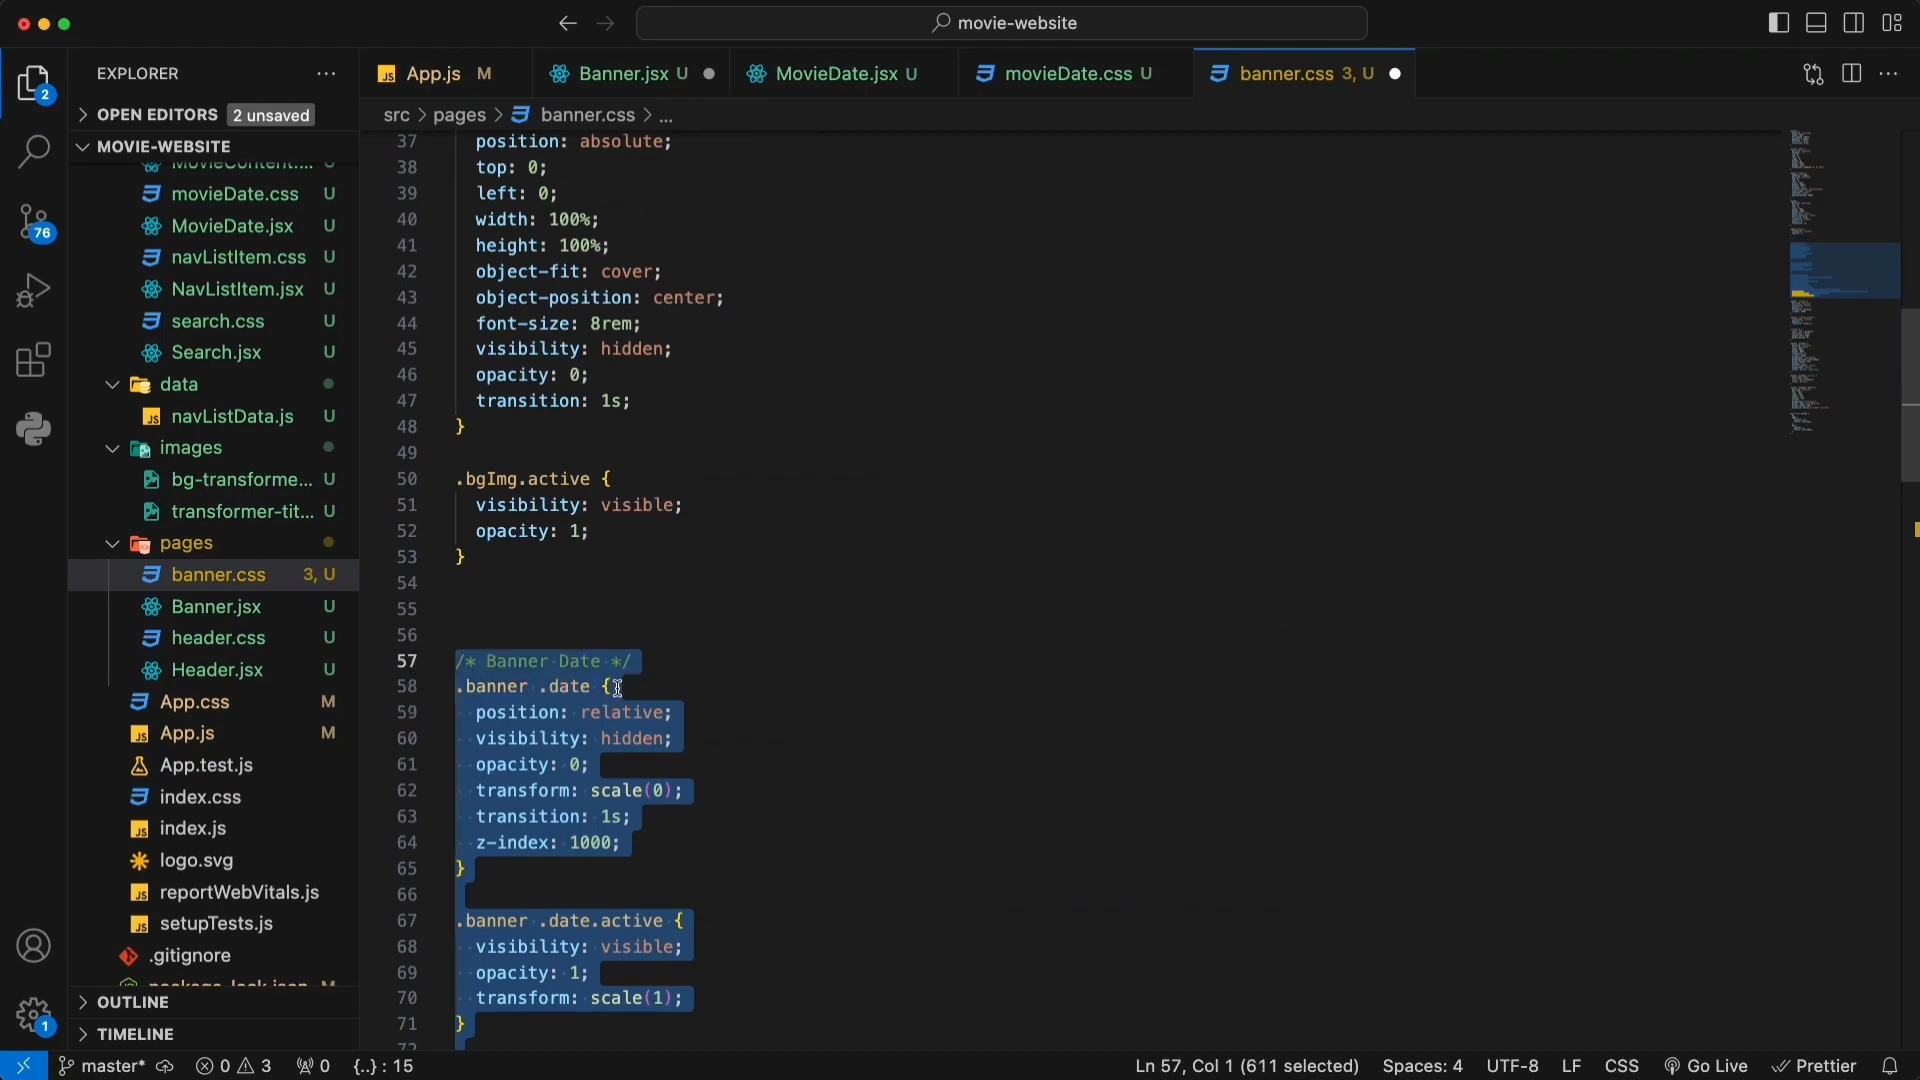 movie-website
EXPLORER
App.js M
Banner.jsx U
MovieDate.jsx U
movieDate.css U
banner.css 3, U
OPEN EDITORS 2 unsaved
src > pages > banner.css > ...
MOVIE-WEBSITE
MovieContent.... U
movieDate.css U
MovieDate.jsx U
navListItem.css U
NavListItem.jsx U
search.css U
Search.jsx U
data
navListData.js U
images
bg-transforme... U
transformer-tit... U
pages
banner.css 3, U
Banner.jsx U
header.css U
Header.jsx U
App.css M
App.js M
App.test.js
index.css
index.js
logo.svg
reportWebVitals.js
setupTests.js
.gitignore
package-lock.json M
OUTLINE
TIMELINE
2
76
1
37 position: absolute;
38 top: 0;
39 left: 0;
40 width: 100%;
41 height: 100%;
42 object-fit: cover;
43 object-position: center;
44 font-size: 8rem;
45 visibility: hidden;
46 opacity: 0;
47 transition: 1s;
48 }
49
50 .bgImg.active {
51 visibility: visible;
52 opacity: 1;
53 }
54
55
56
57 /* Banner Date */
58 .banner .date {
59 position: relative;
60 visibility: hidden;
61 opacity: 0;
62 transform: scale(0);
63 transition: 1s;
64 z-index: 1000;
65 }
66
67 .banner .date.active {
68 visibility: visible;
69 opacity: 1;
70 transform: scale(1);
71 }
72
master* 0 3 0 {..} : 15 Ln 57, Col 1 (611 selected) Spaces: 4 UTF-8 LF CSS Go Live Prettier